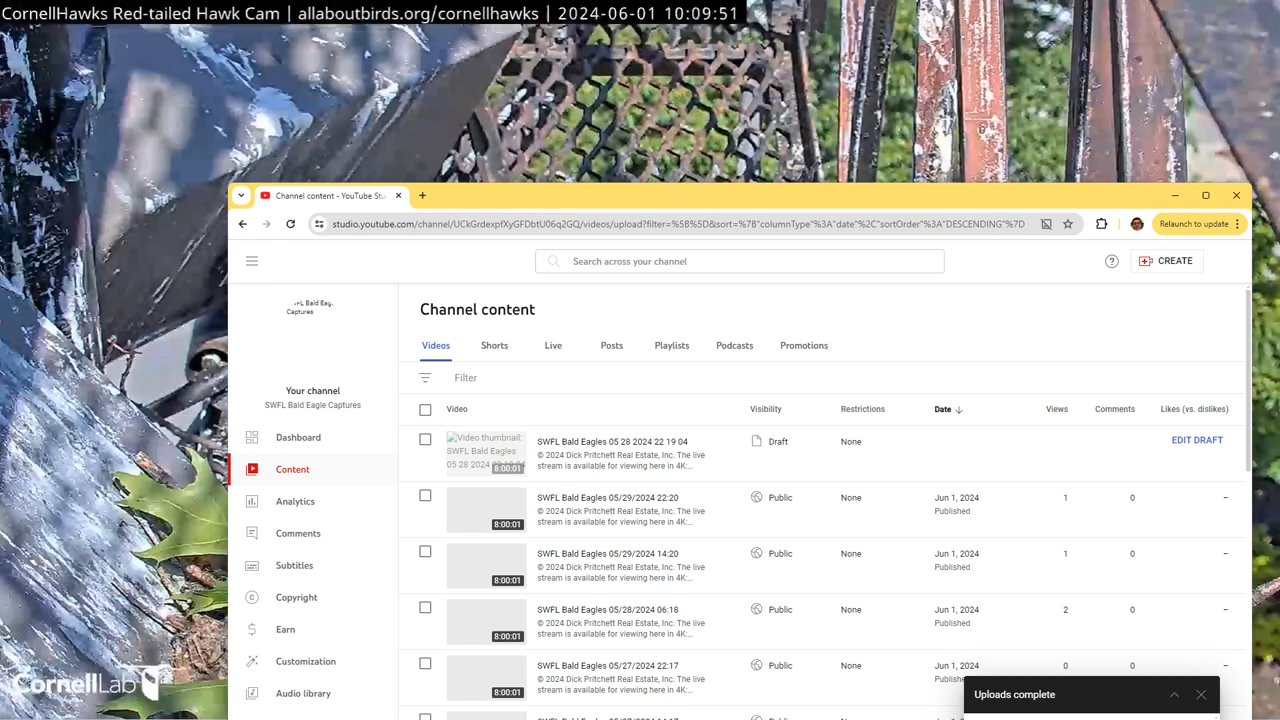 CornellHawks Red-tailed Hawk Cam | allaboutbirds.org/cornellhawks | 2024-06-01 10:09:51
Channel content - YouTube Stu
studio.youtube.com/channel/UCkGrdexpfXyGFDbtU06q2GQ/videos/upload?filter=%5B%5D&sort=%7B"columnType"%3A"date"%2C"sortOrder"%3A"DESCENDING"%7D
Relaunch to update
Search across your channel
CREATE
SWFL Bald Eagle
Captures
Your channel
SWFL Bald Eagle Captures
Dashboard
Content
Analytics
Comments
Subtitles
Copyright
Earn
Customization
Audio library
Channel content
Videos Shorts Live Posts Playlists Podcasts Promotions
Filter
Video Visibility Restrictions Date Views Comments Likes (vs. dislikes)
Video thumbnail:
SWFL Bald Eagles
05 28 2024
8:00:01
SWFL Bald Eagles 05 28 2024 22 19 04
© 2024 Dick Pritchett Real Estate, Inc. The live
stream is available for viewing here in 4K:...
Draft None EDIT DRAFT
8:00:01
SWFL Bald Eagles 05/29/2024 22:20
© 2024 Dick Pritchett Real Estate, Inc. The live
stream is available for viewing here in 4K:...
Public None Jun 1, 2024 1 0 –
Published
8:00:01
SWFL Bald Eagles 05/29/2024 14:20
© 2024 Dick Pritchett Real Estate, Inc. The live
stream is available for viewing here in 4K:...
Public None Jun 1, 2024 1 0 –
Published
8:00:01
SWFL Bald Eagles 05/28/2024 06:18
© 2024 Dick Pritchett Real Estate, Inc. The live
stream is available for viewing here in 4K:...
Public None Jun 1, 2024 2 0 –
Published
8:00:01
SWFL Bald Eagles 05/27/2024 22:17
© 2024 Dick Pritchett Real Estate, Inc. The live
stream is available for viewing here in 4K:...
Public None Jun 1, 2024 0 0 –
Uploads complete
CornellLab